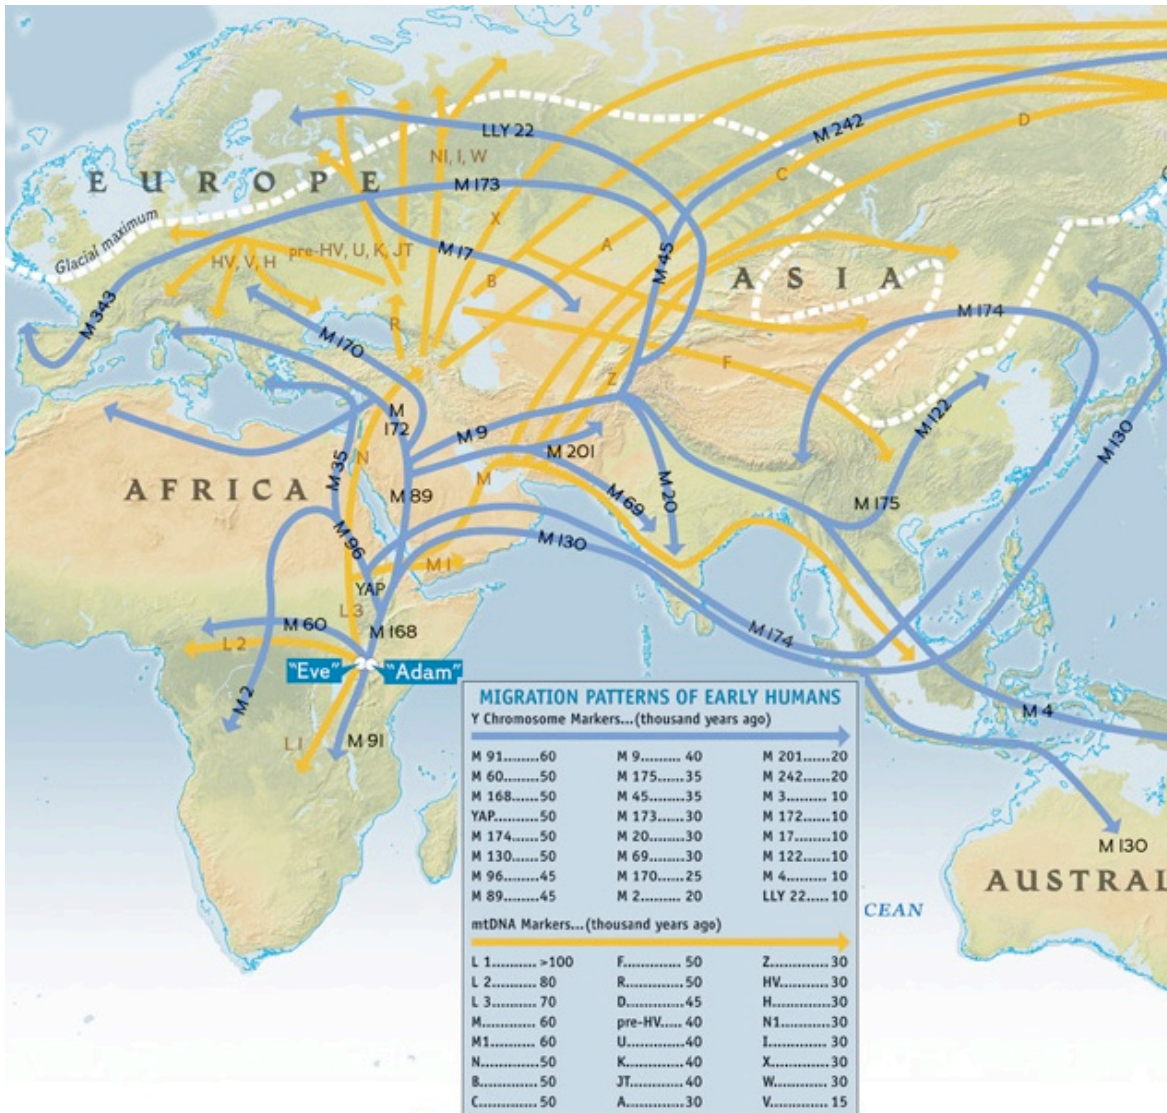 LLY 22
M 242
D
NI, I, W
C
EUROPE
M 173
X
Glacial maximum
HV, V, H
pre-HV, U, K, JT
M 17
A
M 45
ASIA
B
M 343
R
M 170
M 174
F
Z
M 172
M 9
M 122
M 201
M 130
N
M 35
M
AFRICA
M 89
M 69
M 20
M 175
M 96
M 130
M1
YAP
L 3
M 60
M 168
M 174
L 2
"Eve"
"Adam"
M 2
M 4
L1
M 91
M 130
AUSTRAL
CEAN
MIGRATION PATTERNS OF EARLY HUMANS
Y Chromosome Markers...(thousand years ago)
M 91.........60 M 9.......... 40 M 201.......20
M 60.........50 M 175.......35 M 242.......20
M 168.......50 M 45.........35 M 3.......... 10
YAP...........50 M 173.......30 M 172.......10
M 174.......50 M 20.........30 M 17.........10
M 130.......50 M 69.........30 M 122.......10
M 96.........45 M 170.......25 M 4.......... 10
M 89.........45 M 2.......... 20 LLY 22......10
mtDNA Markers...(thousand years ago)
L 1........... >100 F.............. 50 Z...............30
L 2........... 80 R.............. 50 HV.............30
L 3........... 70 D.............. 45 H...............30
M............. 60 pre-HV..... 40 N1.............30
M1........... 60 U...............40 I................30
N..............50 K...............40 X...............30
B..............50 JT............. 40 W..............30
C..............50 A...............30 V............... 15